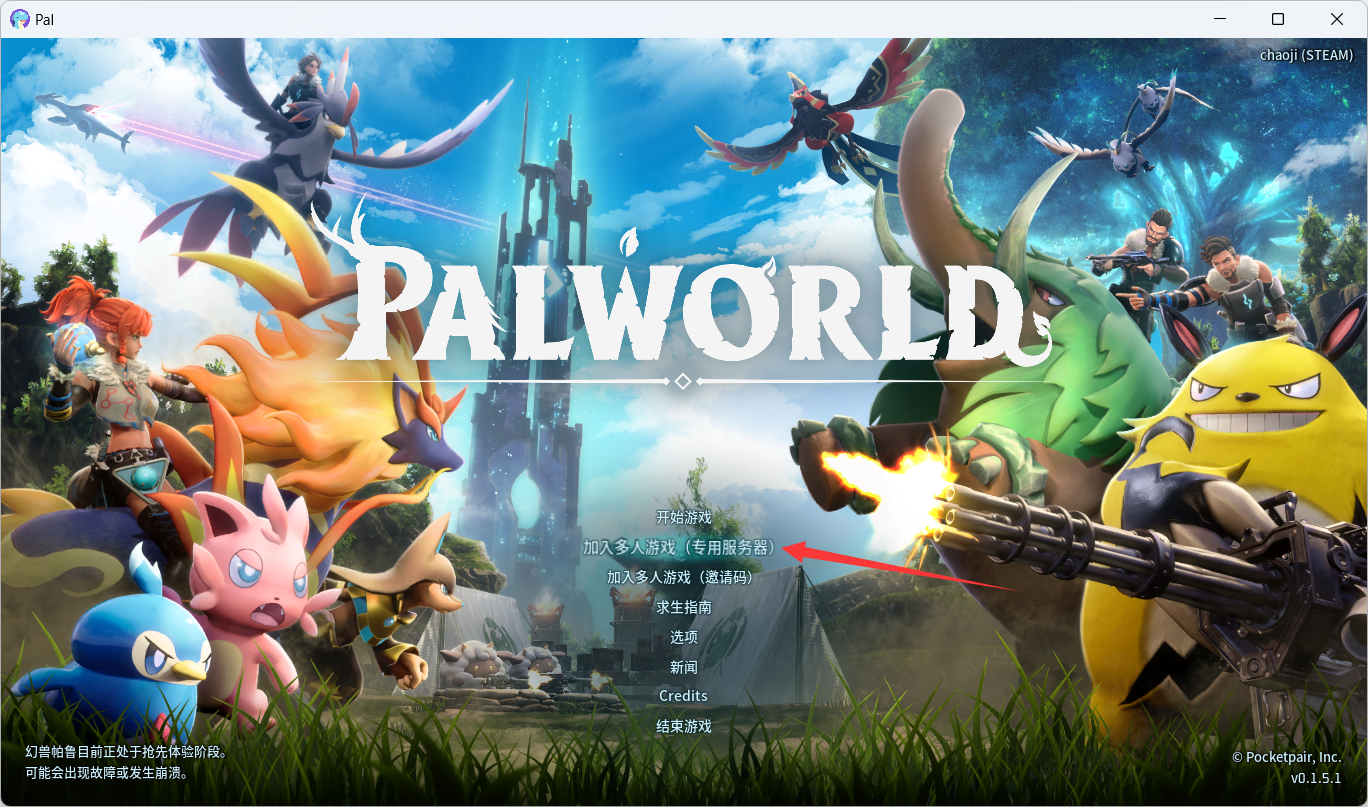 Pal
chaoji (STEAM)
PALWORLD
开始游戏
加入多人游戏（专用服务器）
加入多人游戏（邀请码）
求生指南
选项
新闻
Credits
结束游戏
幻兽帕鲁目前正处于抢先体验阶段。
可能会出现故障或发生崩溃。
© Pocketpair, Inc.
v0.1.5.1